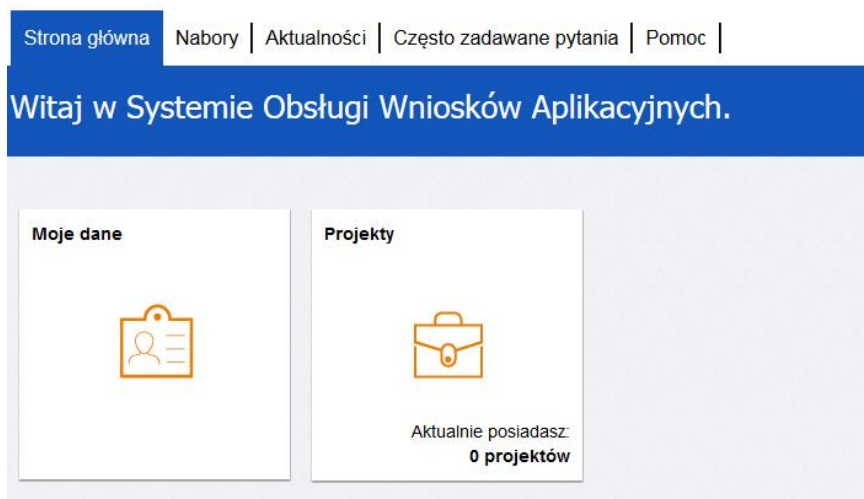 Strona główna Nabory Aktualności Często zadawane pytania Pomoc
Witaj w Systemie Obsługi Wniosków Aplikacyjnych.
Moje dane
Projekty
Aktualnie posiadasz:
0 projektów